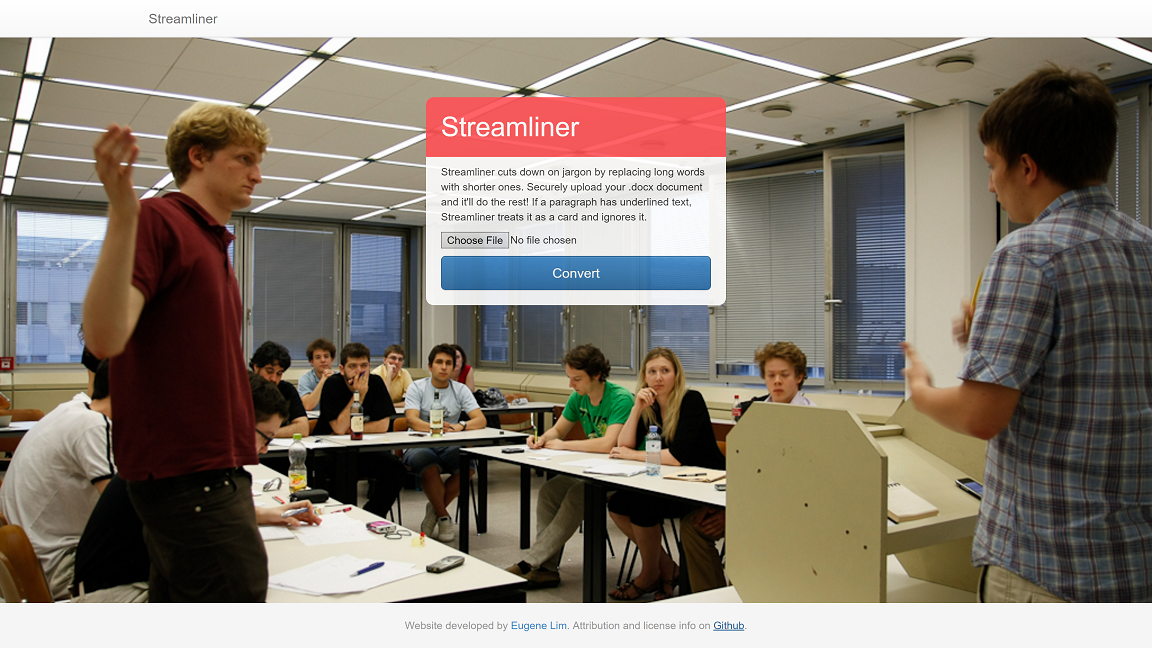 Streamliner
Streamliner
Streamliner cuts down on jargon by replacing long words
with shorter ones. Securely upload your .docx document
and it'll do the rest! If a paragraph has underlined text,
Streamliner treats it as a card and ignores it.
Choose File No file chosen
Convert
Website developed by Eugene Lim. Attribution and license info on Github.